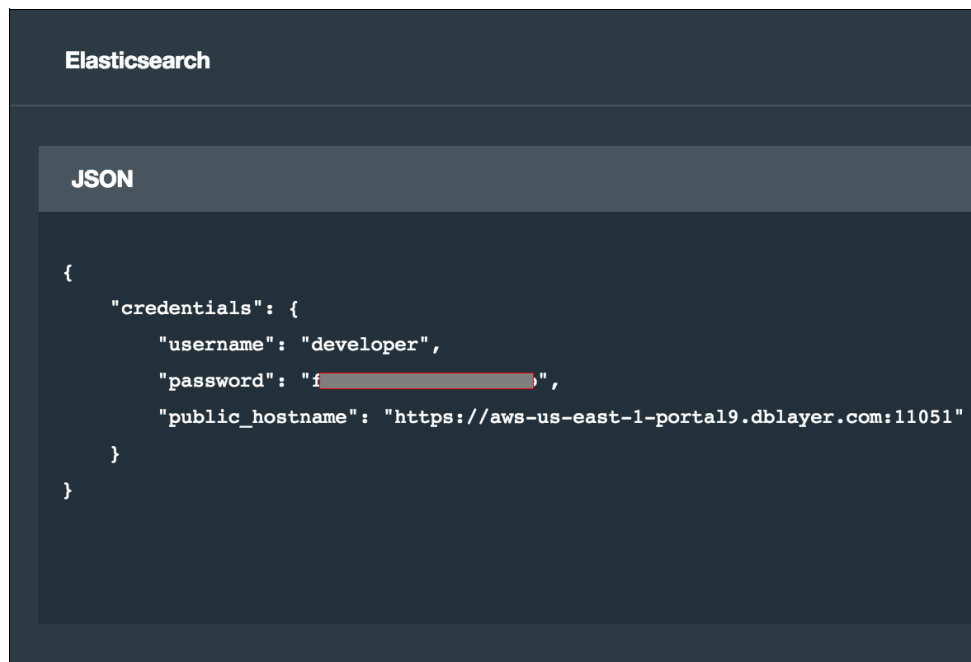 Elasticsearch
JSON
{
"credentials": {
"username": "developer",
"password": "f",
"public_hostname": "https://aws-us-east-1-portal9.dblayer.com:11051"
}
}